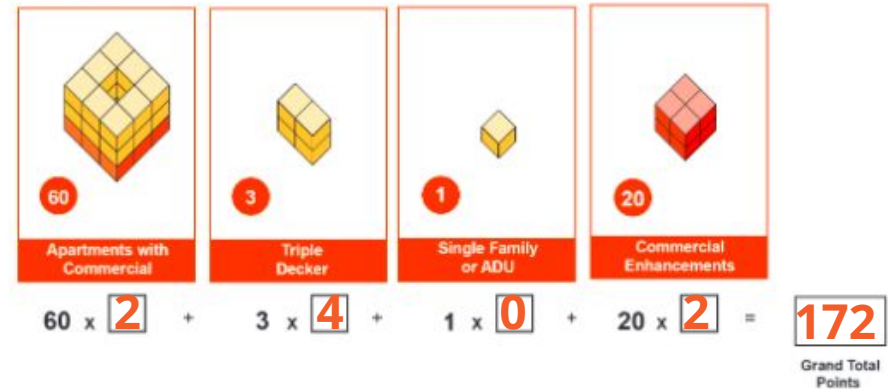 60
3
1
20
Apartments with
Commercial
Triple
Decker
Single Family
or ADU
Commercial
Enhancements
60 x 2 + 3 x 4 + 1 x 0 + 20 x 2 = 172
Grand Total
Points